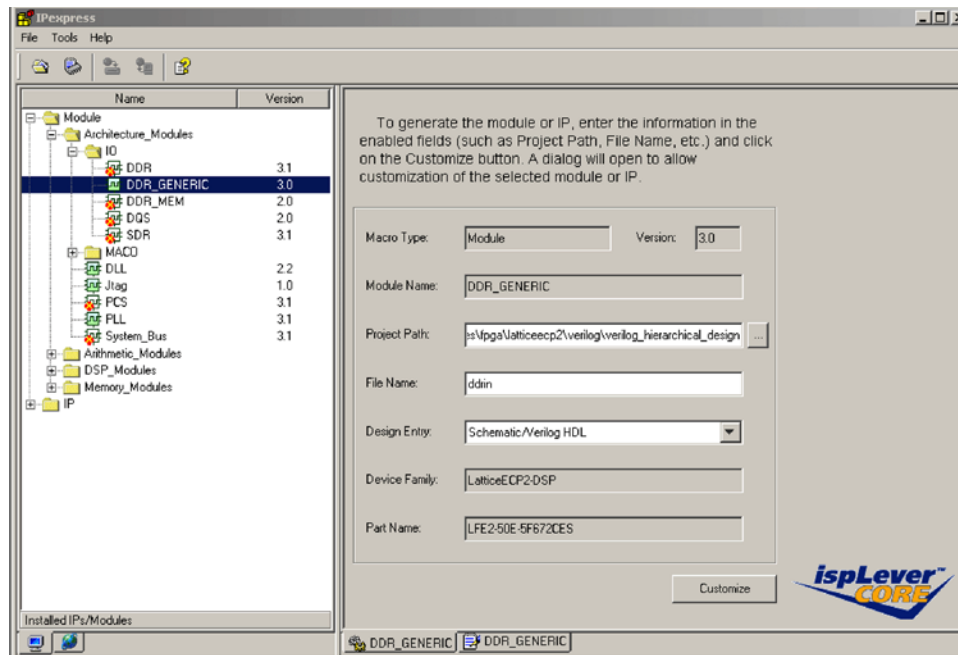 IPexpress
File Tools Help
Name Version
Module
Architecture_Modules
IO
DDR 3.1
DDR_GENERIC 3.0
DDR_MEM 2.0
DQS 2.0
SDR 3.1
MACO
DLL 2.2
Jtag 1.0
PCS 3.1
PLL 3.1
System_Bus 3.1
Arithmetic_Modules
DSP_Modules
Memory_Modules
IP
Installed IPs/Modules
To generate the module or IP, enter the information in the
enabled fields (such as Project Path, File Name, etc.) and click
on the Customize button. A dialog will open to allow
customization of the selected module or IP.
Macro Type: Module Version: 3.0
Module Name: DDR_GENERIC
Project Path: es\fpga\latticeecp2\verilog\verilog_hierarchical_design ...
File Name: ddrin
Design Entry: Schematic/Verilog HDL
Device Family: LatticeECP2-DSP
Part Name: LFE2-50E-5F672CES
Customize
ispLever™
CORE
DDR_GENERIC DDR_GENERIC